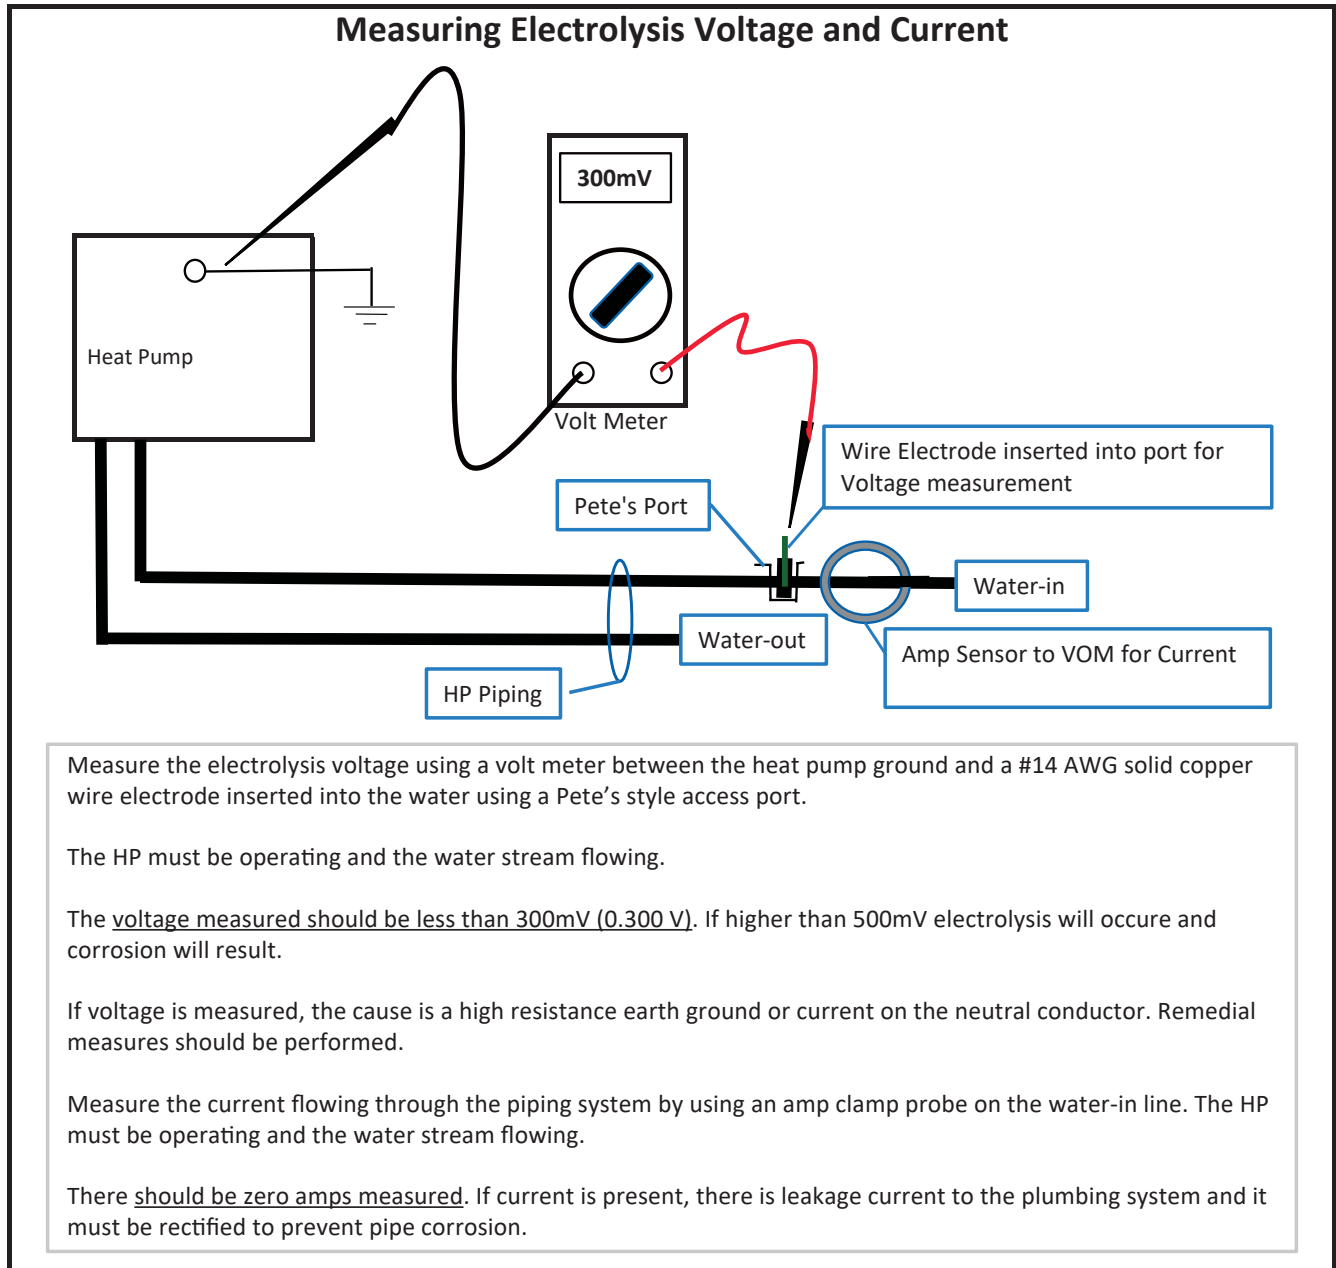 Measuring Electrolysis Voltage and Current
300mV
Heat Pump
Volt Meter
Wire Electrode inserted into port for
Voltage measurement
Pete's Port
Water-in
Water-out
Amp Sensor to VOM for Current
HP Piping
Measure the electrolysis voltage using a volt meter between the heat pump ground and a #14 AWG solid copper
wire electrode inserted into the water using a Pete’s style access port.
The HP must be operating and the water stream flowing.
The voltage measured should be less than 300mV (0.300 V). If higher than 500mV electrolysis will occure and
corrosion will result.
If voltage is measured, the cause is a high resistance earth ground or current on the neutral conductor. Remedial
measures should be performed.
Measure the current flowing through the piping system by using an amp clamp probe on the water-in line. The HP
must be operating and the water stream flowing.
There should be zero amps measured. If current is present, there is leakage current to the plumbing system and it
must be rectified to prevent pipe corrosion.